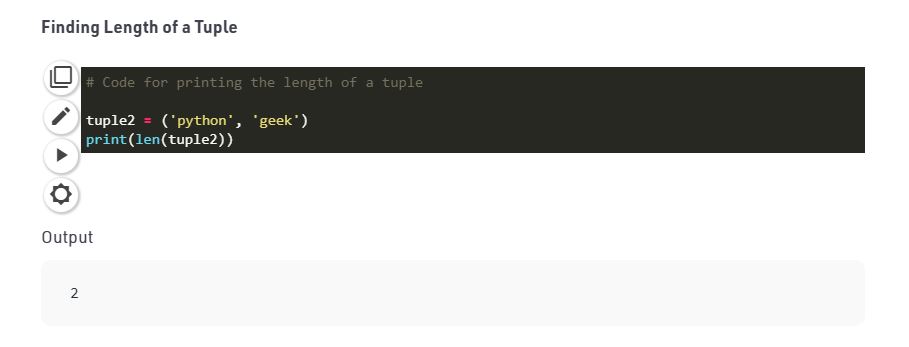 Finding Length of a Tuple
# Code for printing the length of a tuple
tuple2 = ('python', 'geek')
print(len(tuple2))
Output
2